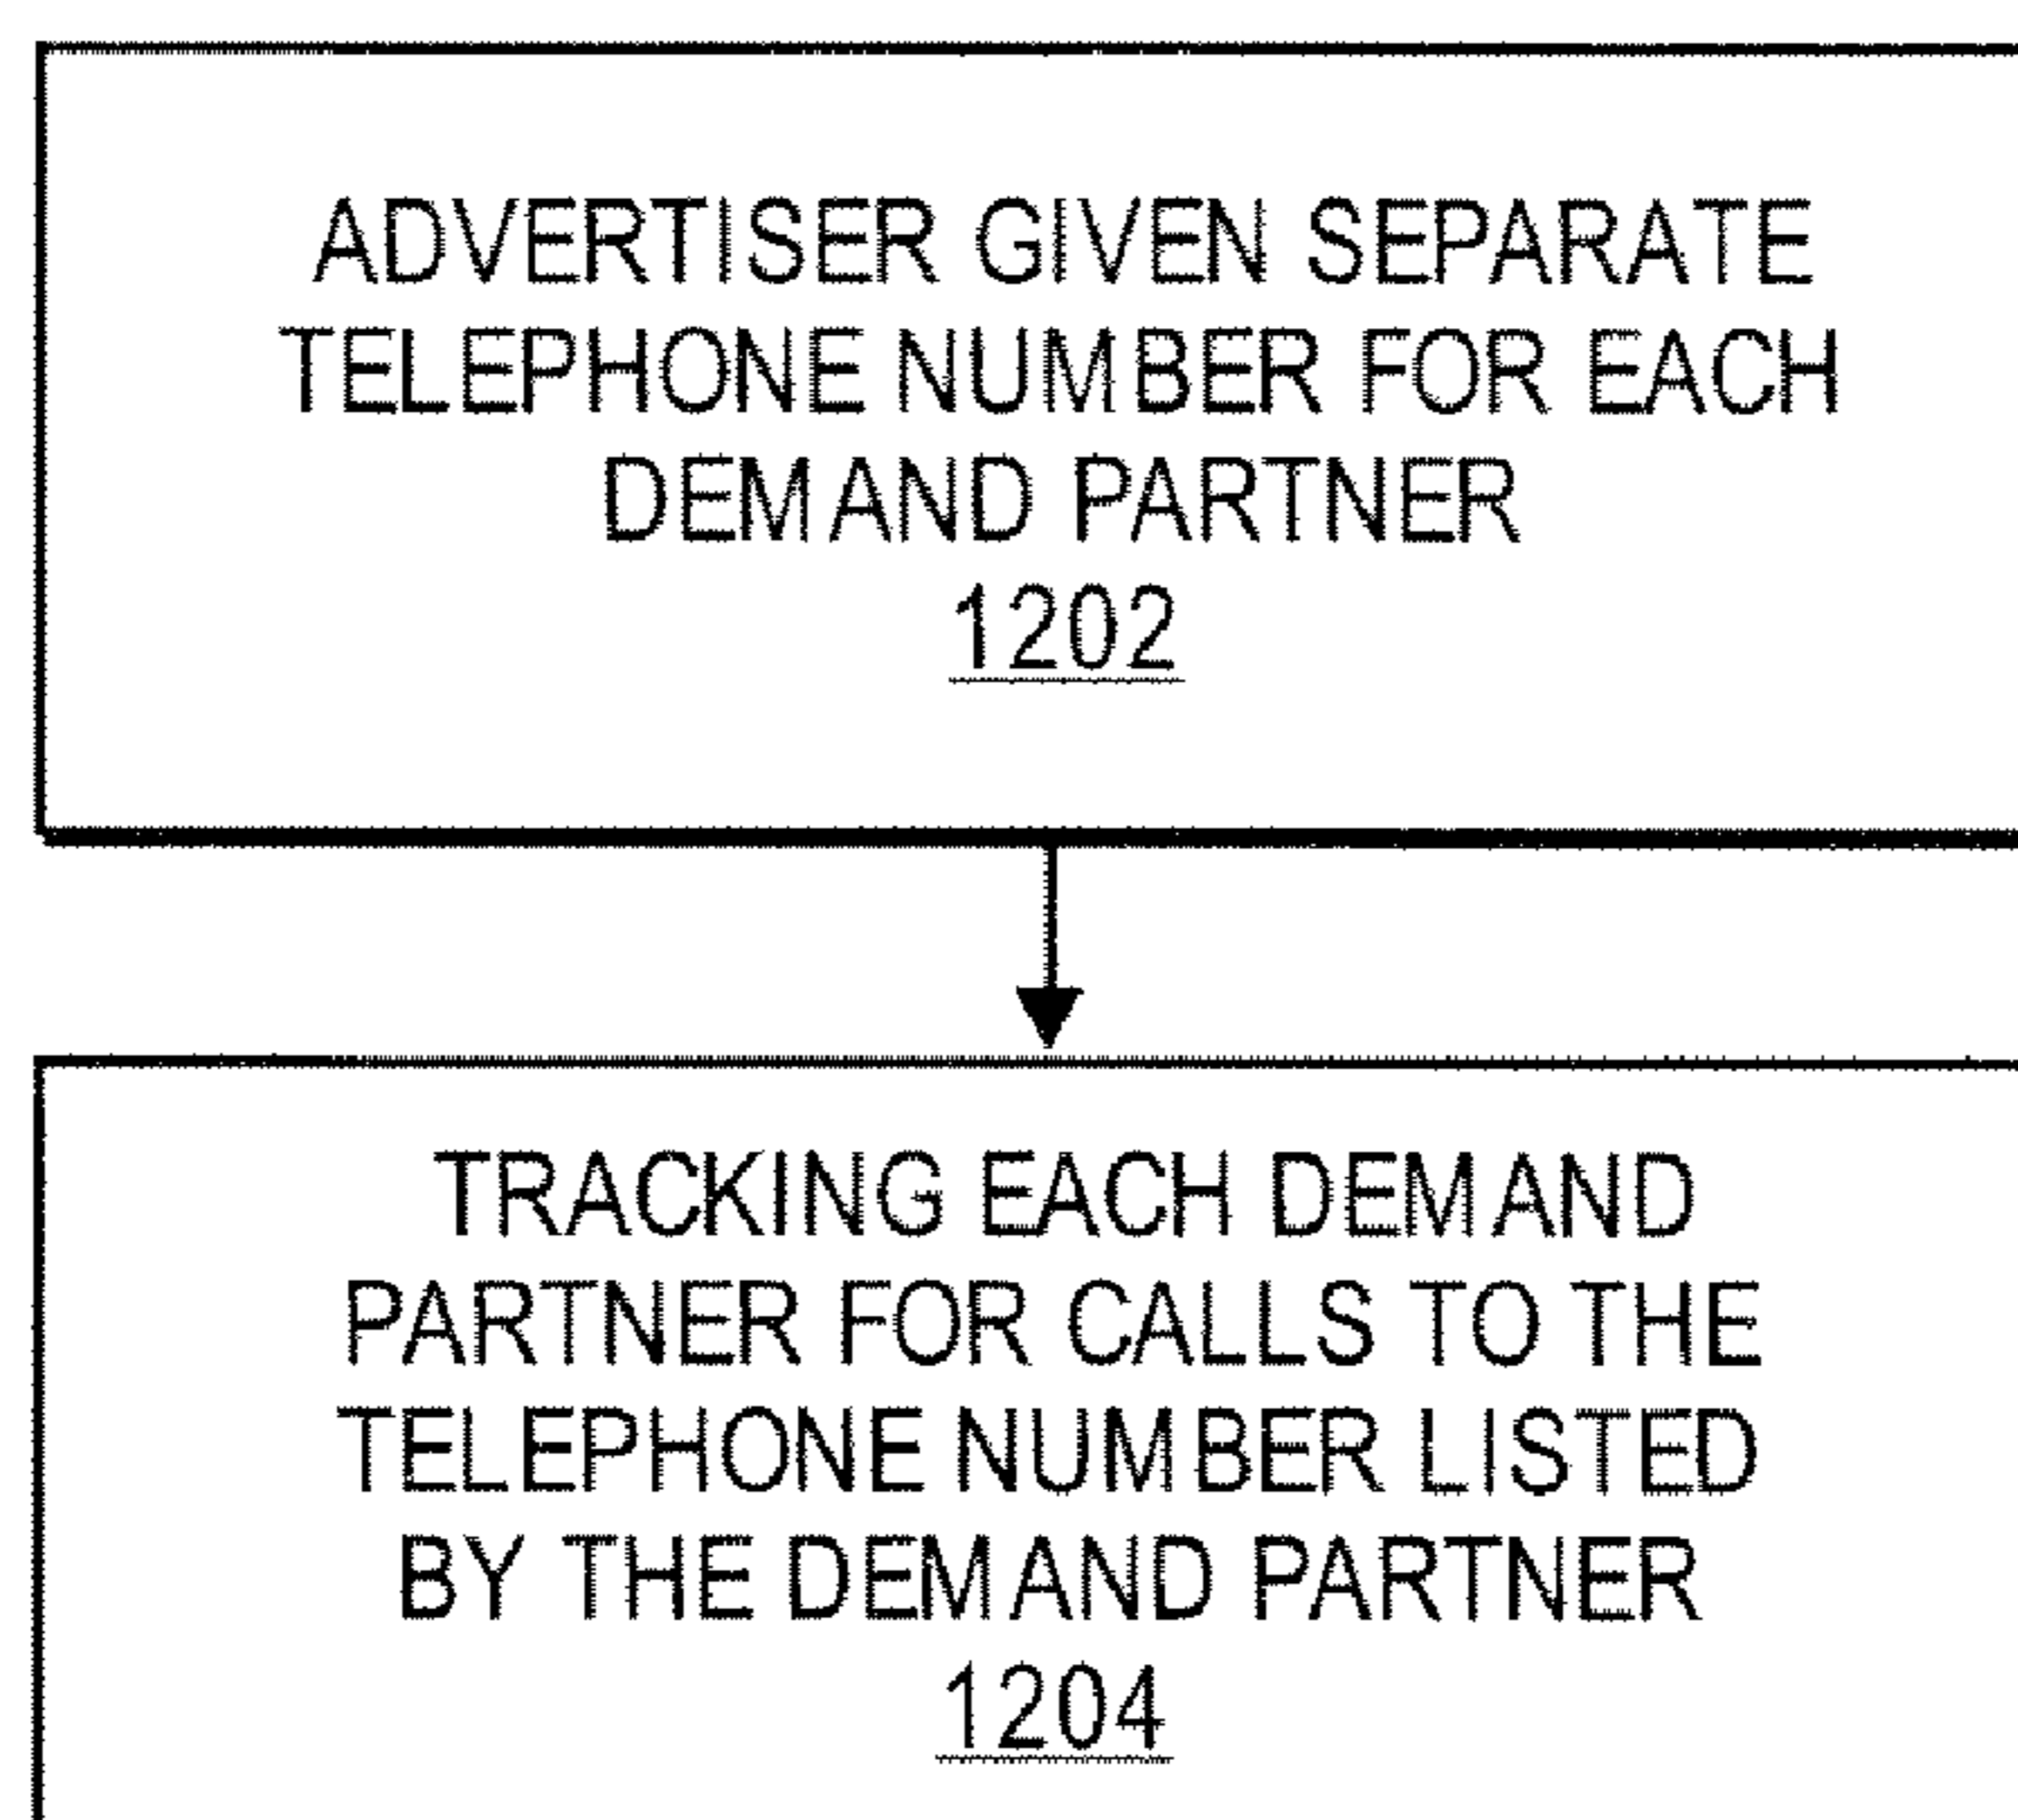 ADVERTISER GIVEN SEPARATE
TELEPHONE NUMBER FOR EACH
DEMAND PARTNER
1202
TRACKING EACH DEMAND
PARTNER FOR CALLS TO THE
TELEPHONE NUMBER LISTED
BY THE DEMAND PARTNER
1204